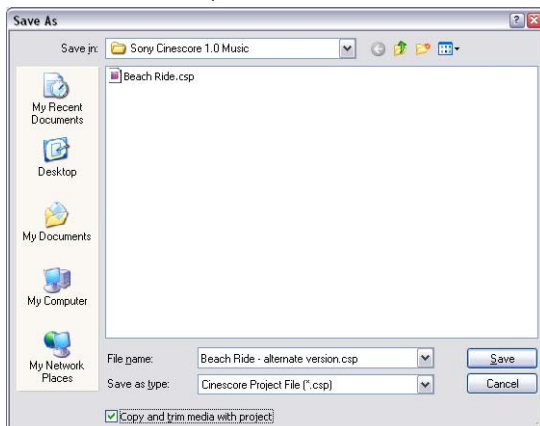 Save As
Save in:
Sony Cinescore 1.0 Music
Beach Ride.csp
My Recent
Documents
Desktop
My Documents
My Computer
My Network
Places
File name:
Beach Ride - alternate version.csp
Save
Save as type:
Cinescore Project File (*.csp)
Cancel
Copy and trim media with project